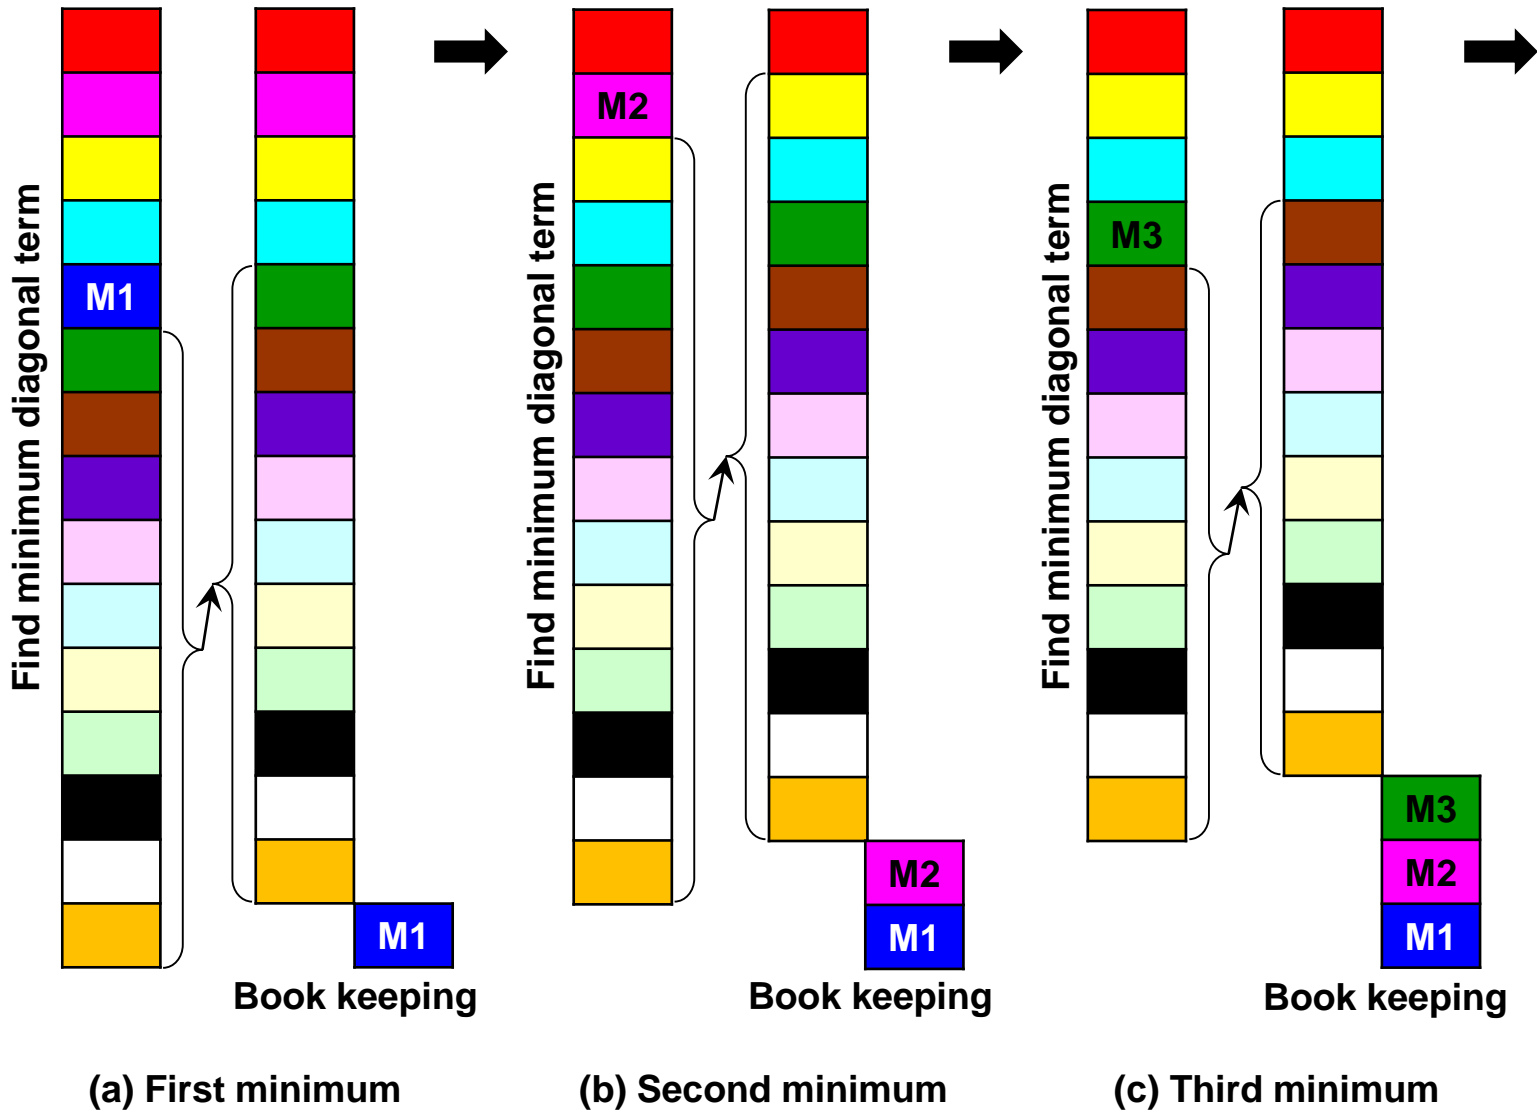 Find minimum diagonal term
M1
M1
Book keeping
(a) First minimum
Find minimum diagonal term
M2
M2
M1
Book keeping
(b) Second minimum
Find minimum diagonal term
M3
M3
M2
M1
Book keeping
(c) Third minimum